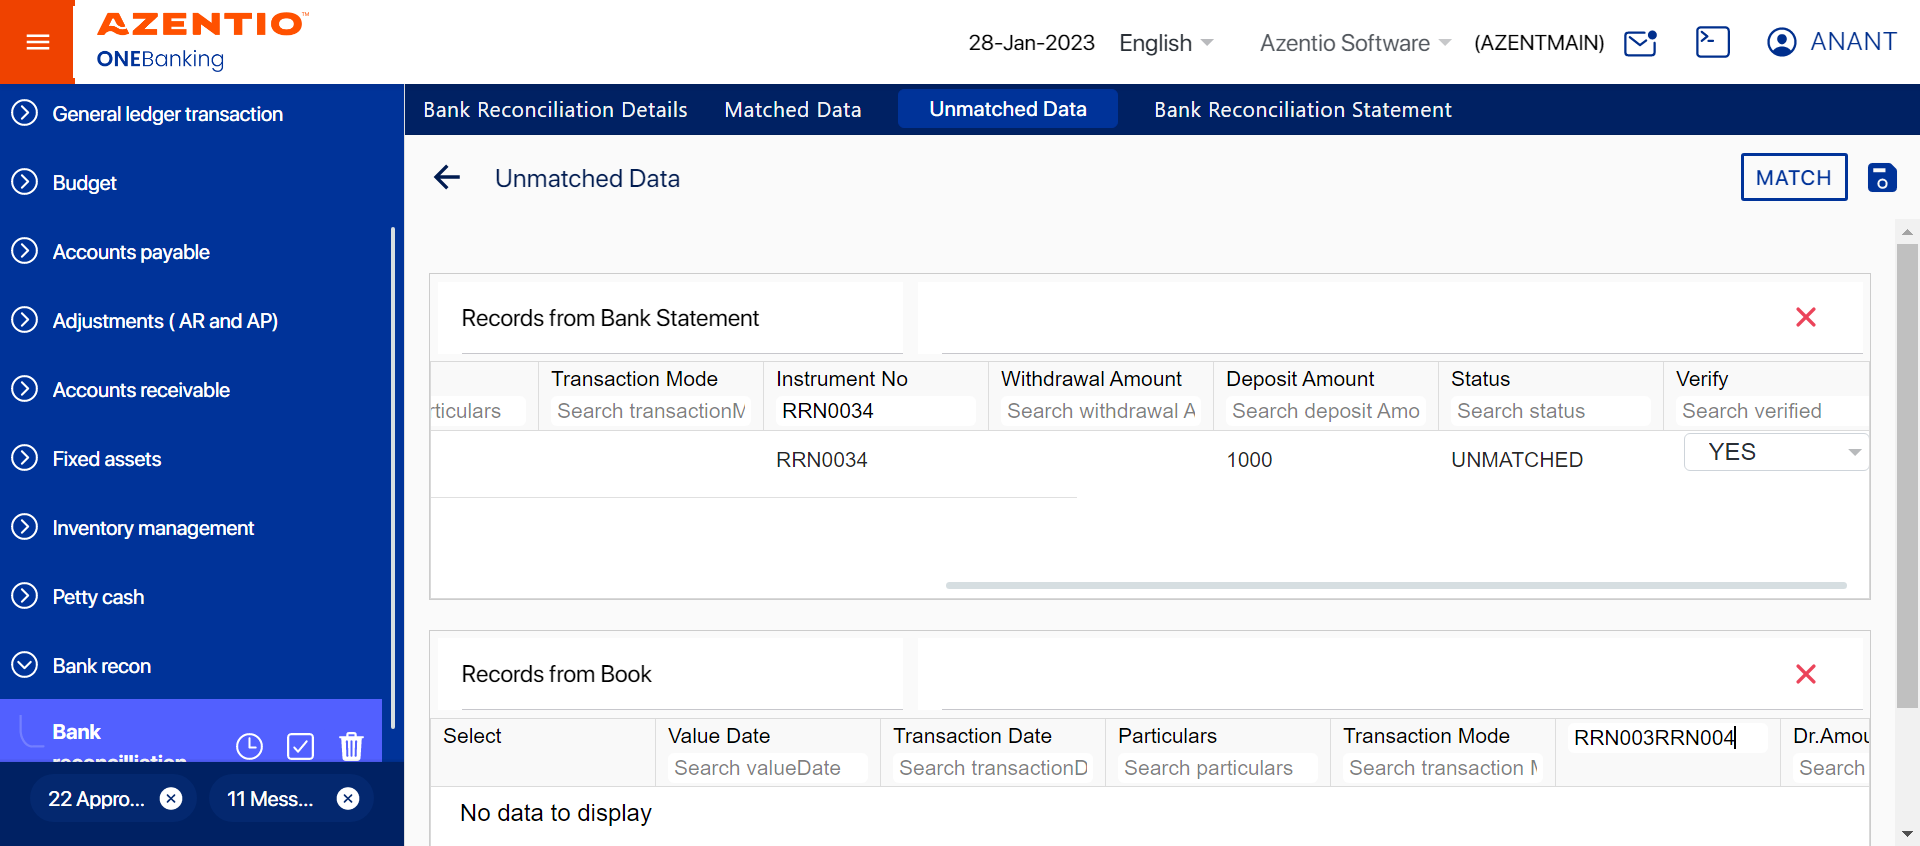 AZENTIO™
ONEBanking
28-Jan-2023
English
Azentio Software
(AZENTMAIN)
ANANT
General ledger transaction
Budget
Accounts payable
Adjustments ( AR and AP)
Accounts receivable
Fixed assets
Inventory management
Petty cash
Bank recon
Bank
reconcilliation
22 Appro...
11 Mess...
Bank Reconciliation Details
Matched Data
Unmatched Data
Bank Reconciliation Statement
Unmatched Data
MATCH
Records from Bank Statement
Transaction Mode
Instrument No
Withdrawal Amount
Deposit Amount
Status
Verify
rticulars
Search transactionM
RRN0034
Search withdrawal A
Search deposit Amo
Search status
Search verified
RRN0034
1000
UNMATCHED
YES
Records from Book
Select
Value Date
Transaction Date
Particulars
Transaction Mode
RRN003RRN004
Dr.Amou
Search valueDate
Search transactionD
Search particulars
Search transaction M
Search
No data to display